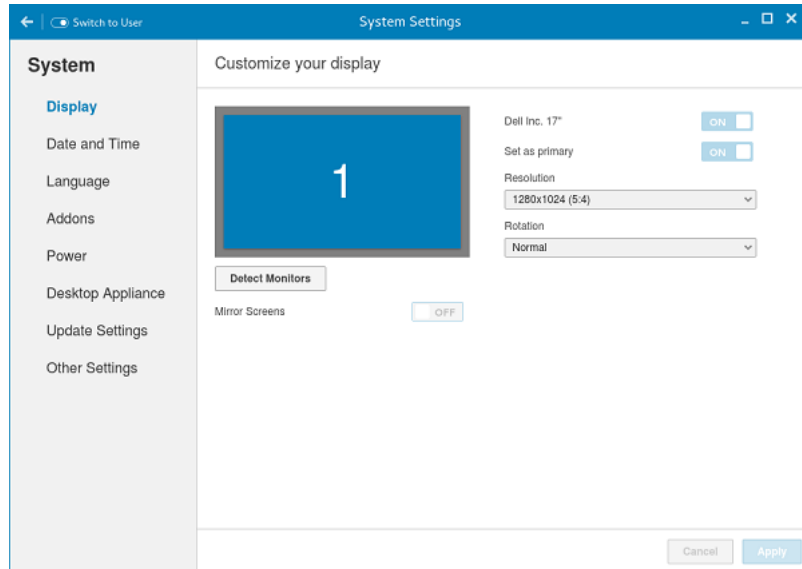 Switch to User
System Settings
System
Display
Date and Time
Language
Addons
Power
Desktop Appliance
Update Settings
Other Settings
Customize your display
1
Detect Monitors
Mirror Screens
OFF
Dell Inc. 17"
ON
Set as primary
ON
Resolution
1280x1024 (5:4)
Rotation
Normal
Cancel
Apply